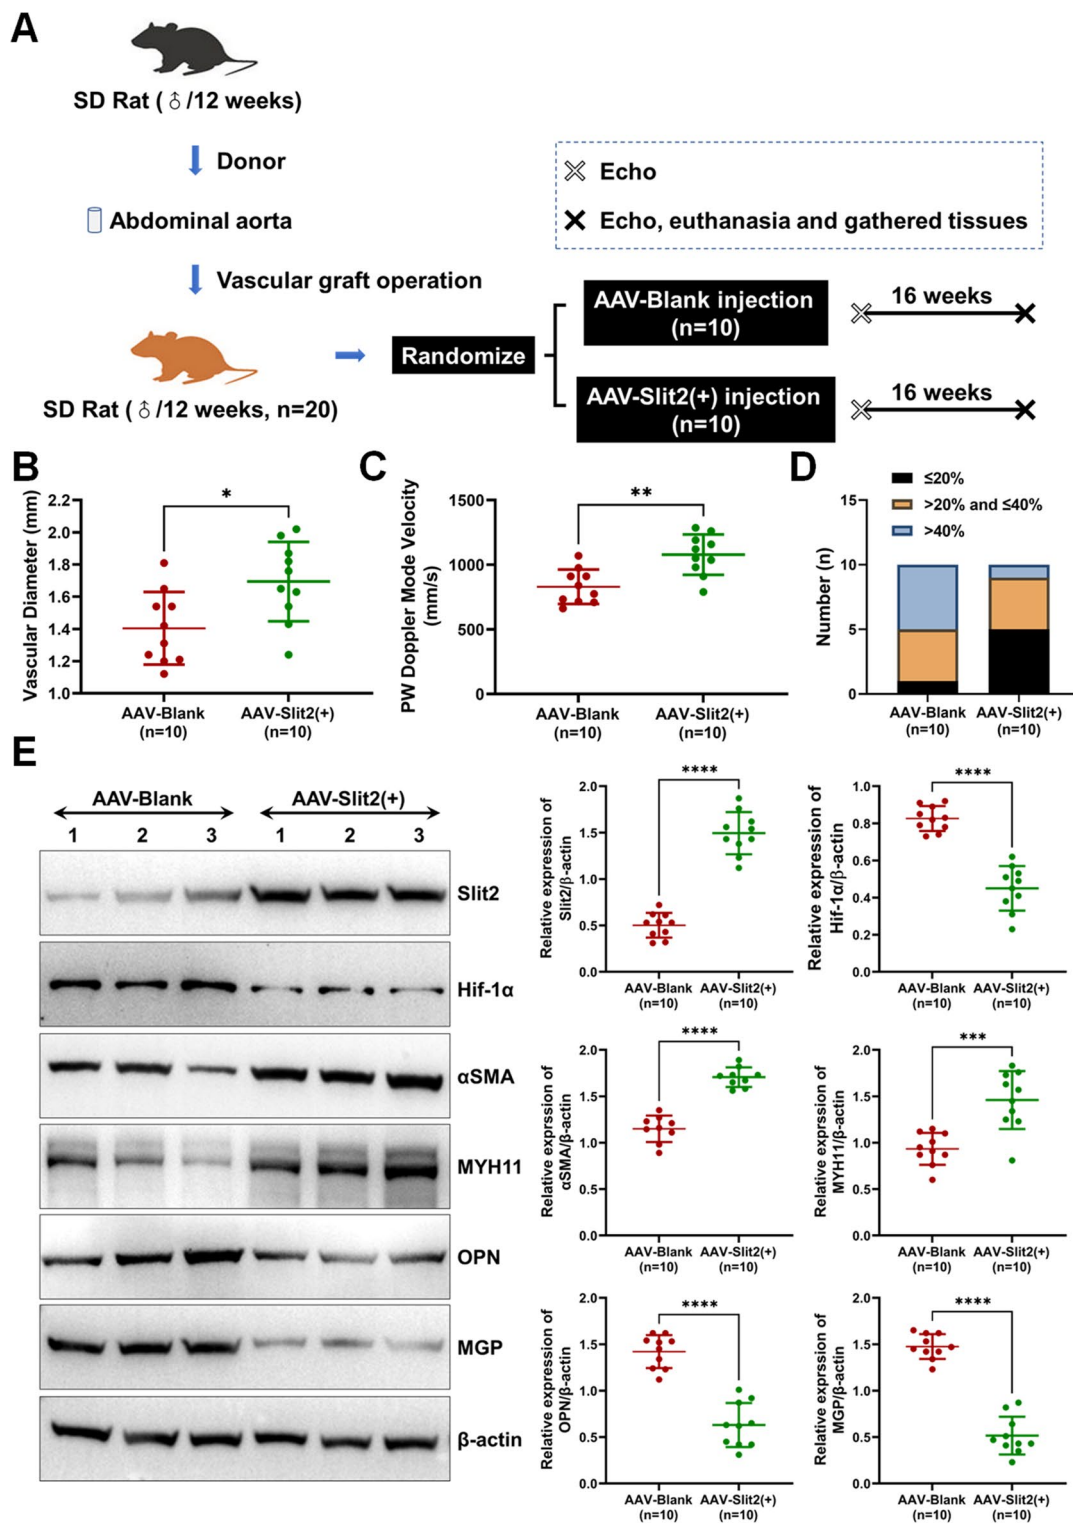 A
SD Rat (♂/12 weeks)
Donor
Abdominal aorta
Vascular graft operation
SD Rat (♂/12 weeks, n=20)
Randomize
Echo
Echo, euthanasia and gathered tissues
AAV-Blank injection
(n=10)
16 weeks
AAV-Slit2(+) injection
(n=10)
16 weeks
B
Vascular Diameter (mm)
2.2
2.0
1.8
1.6
1.4
1.2
1.0
*
AAV-Blank
(n=10)
AAV-Slit2(+)
(n=10)
C
PW Doppler Mode Velocity
(mm/s)
1500
1000
500
0
**
AAV-Blank
(n=10)
AAV-Slit2(+)
(n=10)
D
≤20%
>20% and ≤40%
>40%
Number (n)
15
10
5
0
AAV-Blank
(n=10)
AAV-Slit2(+)
(n=10)
E
AAV-Blank
AAV-Slit2(+)
1 2 3 1 2 3
Slit2
Hif-1α
αSMA
MYH11
OPN
MGP
β-actin
Relative expression of
Slit2/β-actin
2.0
1.5
1.0
0.5
0.0
****
AAV-Blank
(n=10)
AAV-Slit2(+)
(n=10)
Relative expression of
Hif-1α/β-actin
1.0
0.8
0.6
0.4
0.2
0.0
****
AAV-Blank
(n=10)
AAV-Slit2(+)
(n=10)
Relative exprssion of
αSMA/β-actin
2.0
1.5
1.0
0.5
0.0
****
AAV-Blank
(n=10)
AAV-Slit2(+)
(n=10)
Relative exprssion of
MYH11/β-actin
2.0
1.5
1.0
0.5
0.0
***
AAV-Blank
(n=10)
AAV-Slit2(+)
(n=10)
Relative exprssion of
OPN/β-actin
2.0
1.5
1.0
0.5
0.0
****
AAV-Blank
(n=10)
AAV-Slit2(+)
(n=10)
Relative exprssion of
MGP/β-actin
2.0
1.5
1.0
0.5
0.0
****
AAV-Blank
(n=10)
AAV-Slit2(+)
(n=10)